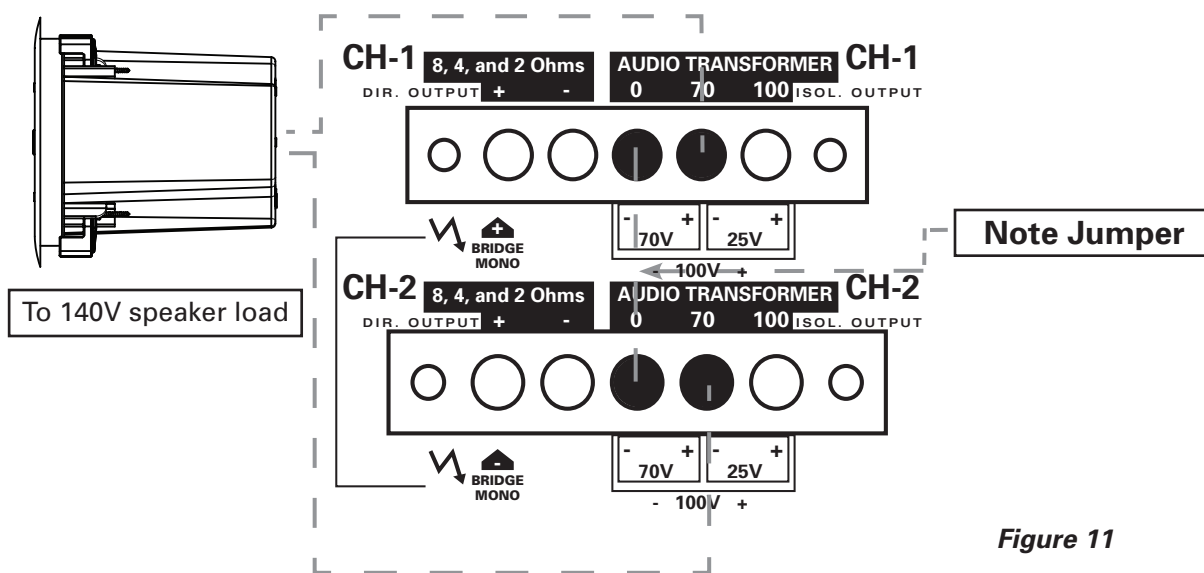 CH-1 8, 4, and 2 Ohms AUDIO TRANSFORMER CH-1
DIR. OUTPUT + - 0 70 100 ISOL. OUTPUT
- + - +
70V 25V
+
BRIDGE
MONO
- 100V +
Note Jumper
CH-2 8, 4, and 2 Ohms AUDIO TRANSFORMER CH-2
To 140V speaker load
DIR. OUTPUT + - 0 70 100 ISOL. OUTPUT
- + - +
70V 25V
-
BRIDGE
MONO
- 100V +
Figure 11